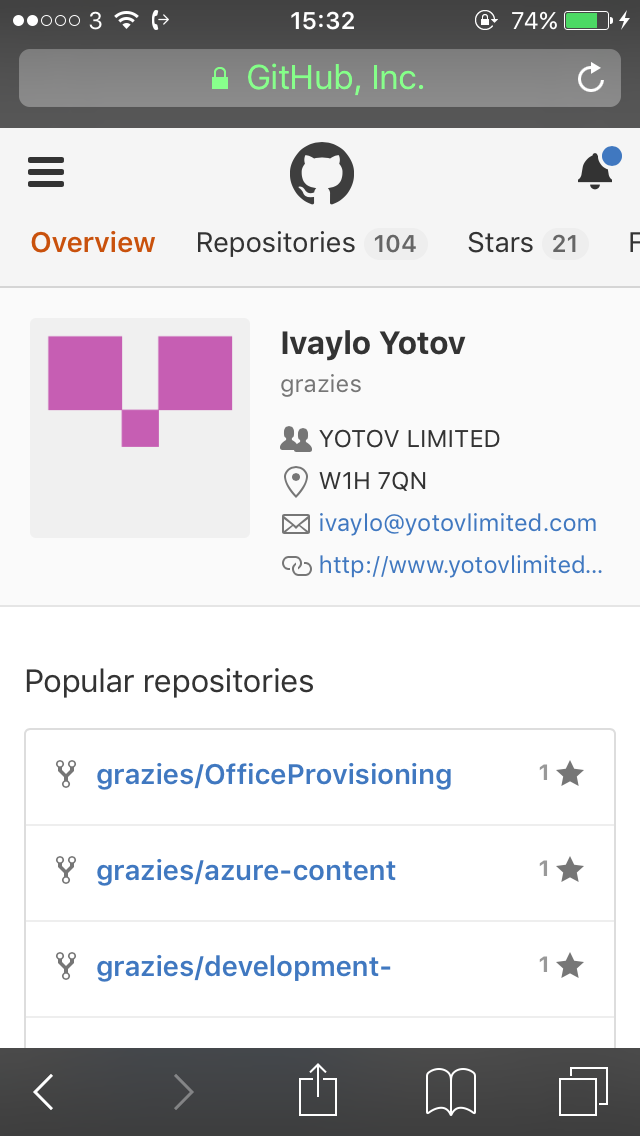 3 15:32 74%
GitHub, Inc.
Overview Repositories 104 Stars 21 F
Ivaylo Yotov
grazies
YOTOV LIMITED
W1H 7QN
ivaylo@yotovlimited.com
http://www.yotovlimited...
Popular repositories
grazies/OfficeProvisioning 1
grazies/azure-content 1
grazies/development- 1